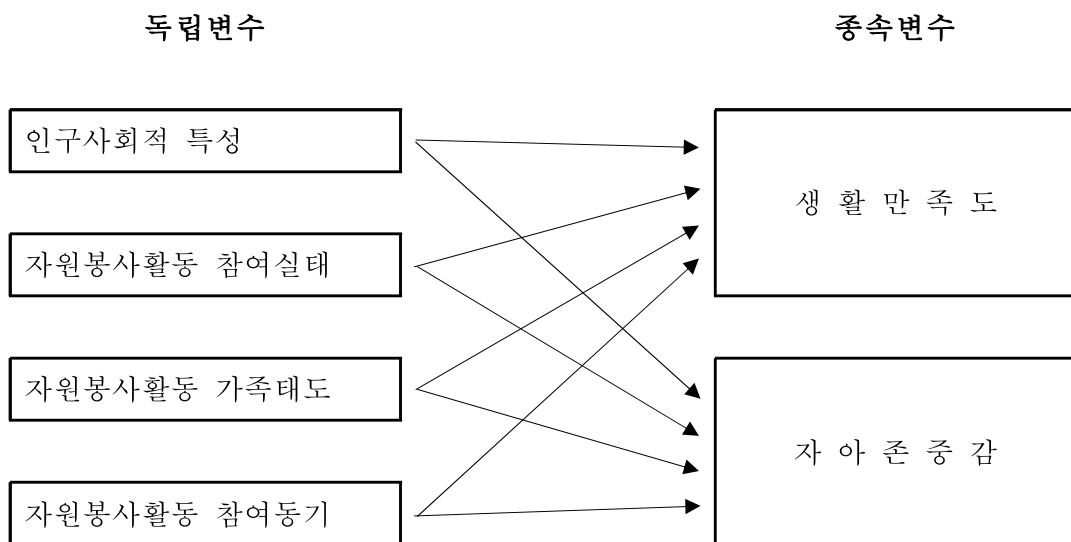 독립변수
종속변수
인구사회적 특성
자원봉사활동 참여실태
자원봉사활동 가족태도
자원봉사활동 참여동기
생 활 만 족 도
자 아 존 중 감